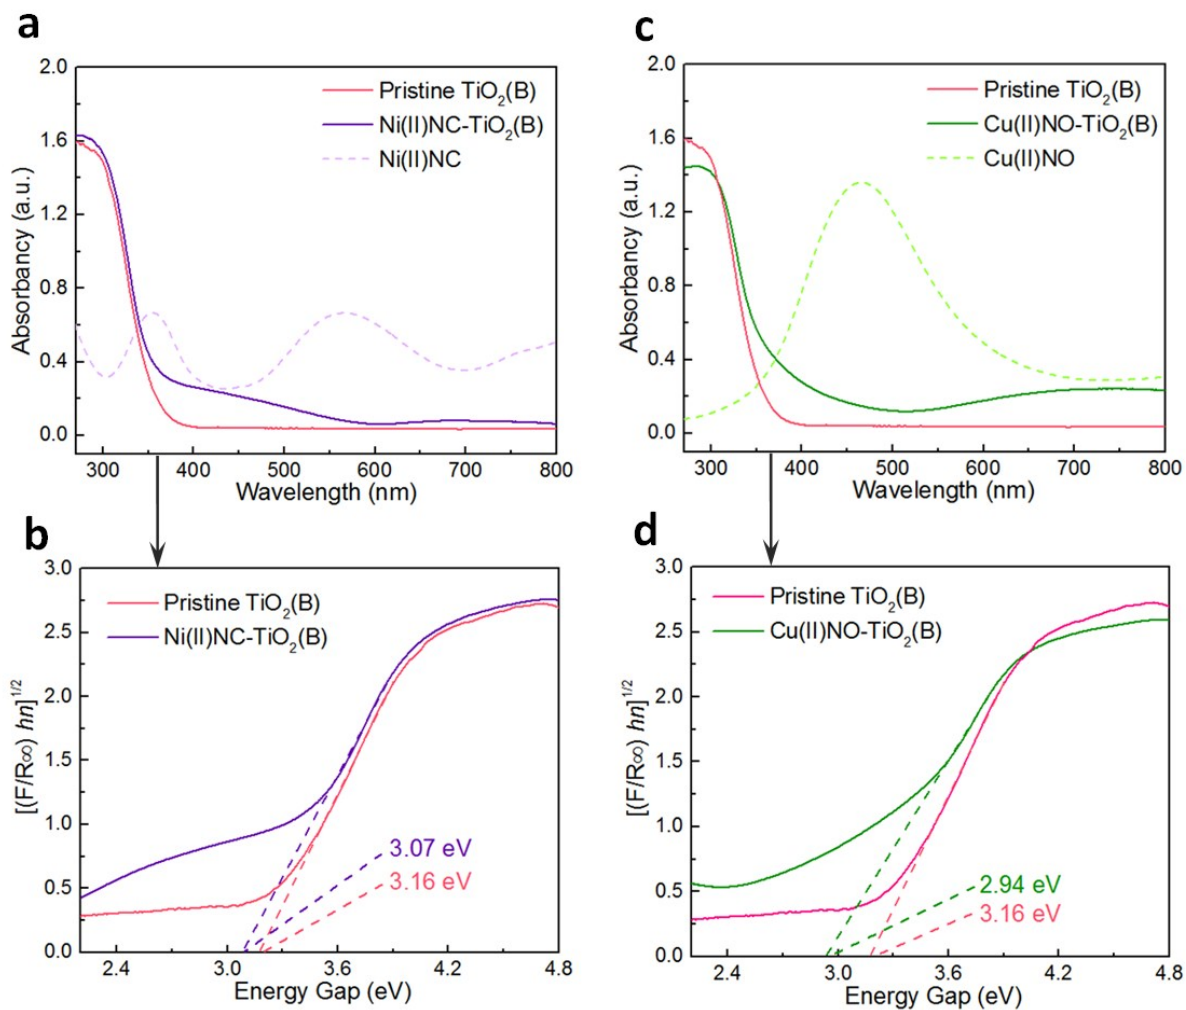 a
2.0
1.6
1.2
0.8
0.4
0.0
Absorbancy (a.u.)
Pristine TiO₂(B)
Ni(II)NC-TiO₂(B)
Ni(II)NC
300 400 500 600 700 800
Wavelength (nm)
c
2.0
1.6
1.2
0.8
0.4
0.0
Absorbancy (a.u.)
Pristine TiO₂(B)
Cu(II)NO-TiO₂(B)
Cu(II)NO
300 400 500 600 700 800
Wavelength (nm)
b
3.0
2.5
2.0
1.5
1.0
0.5
0.0
[(F/R∞) hn]^1/2
Pristine TiO₂(B)
Ni(II)NC-TiO₂(B)
3.07 eV
3.16 eV
2.4 3.0 3.6 4.2 4.8
Energy Gap (eV)
d
3.0
2.5
2.0
1.5
1.0
0.5
0.0
[(F/R∞) hn]^1/2
Pristine TiO₂(B)
Cu(II)NO-TiO₂(B)
2.94 eV
3.16 eV
2.4 3.0 3.6 4.2 4.8
Energy Gap (eV)